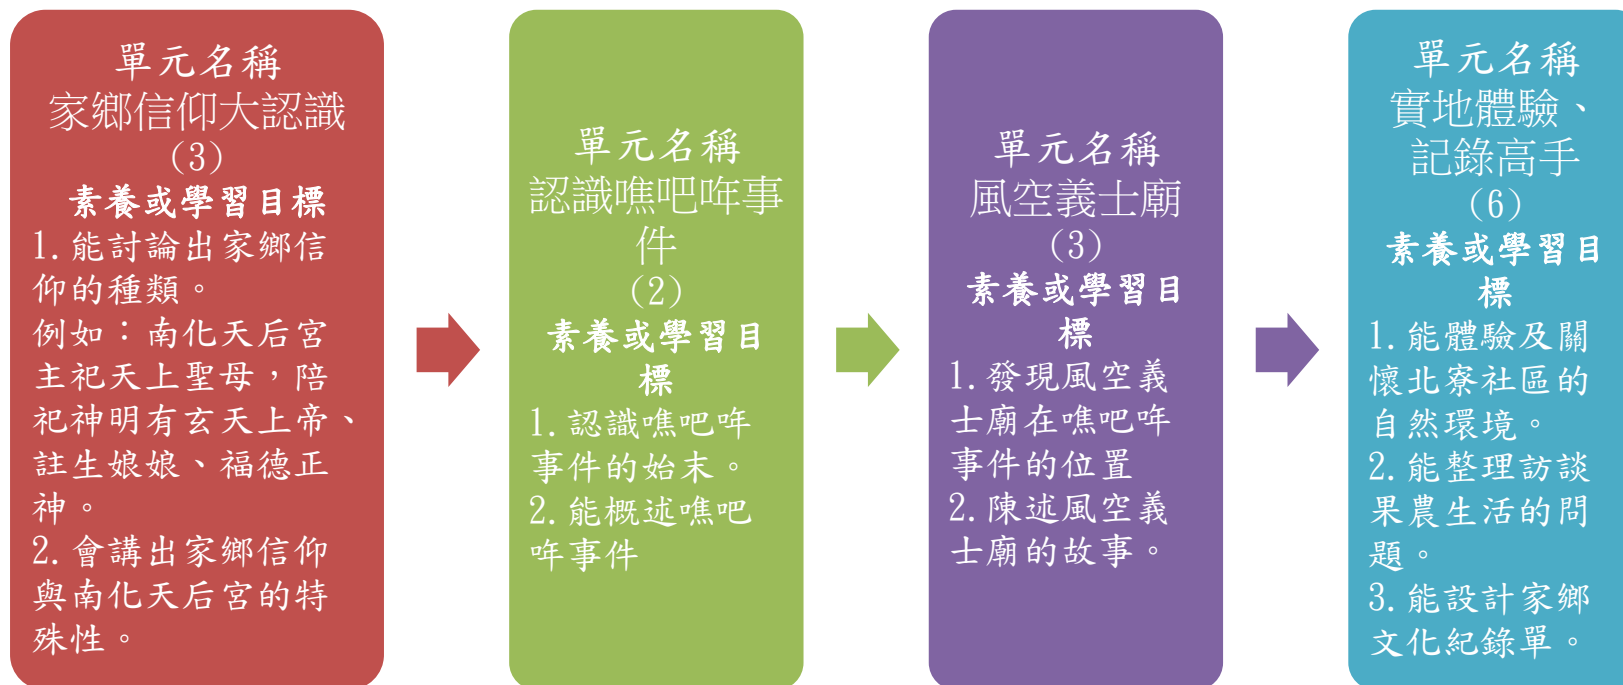 單元名稱
家鄉信仰大認識
(3)
素養或學習目標
1.能討論出家鄉信
仰的種類。
例如：南化天后宮
主祀天上聖母，陪
祀神明有玄天上帝、
註生娘娘、福德正
神。
2.會講出家鄉信仰
與南化天后宮的特
殊性。
單元名稱
認識噍吧哖事
件
(2)
素養或學習目
標
1.認識噍吧哖
事件的始末。
2.能概述噍吧
哖事件
單元名稱
風空義士廟
(3)
素養或學習目
標
1.發現風空義
士廟在噍吧哖
事件的位置
2.陳述風空義
士廟的故事。
單元名稱
實地體驗、
記錄高手
(6)
素養或學習目
標
1.能體驗及關
懷北寮社區的
自然環境。
2.能整理訪談
果農生活的問
題。
3.能設計家鄉
文化紀錄單。